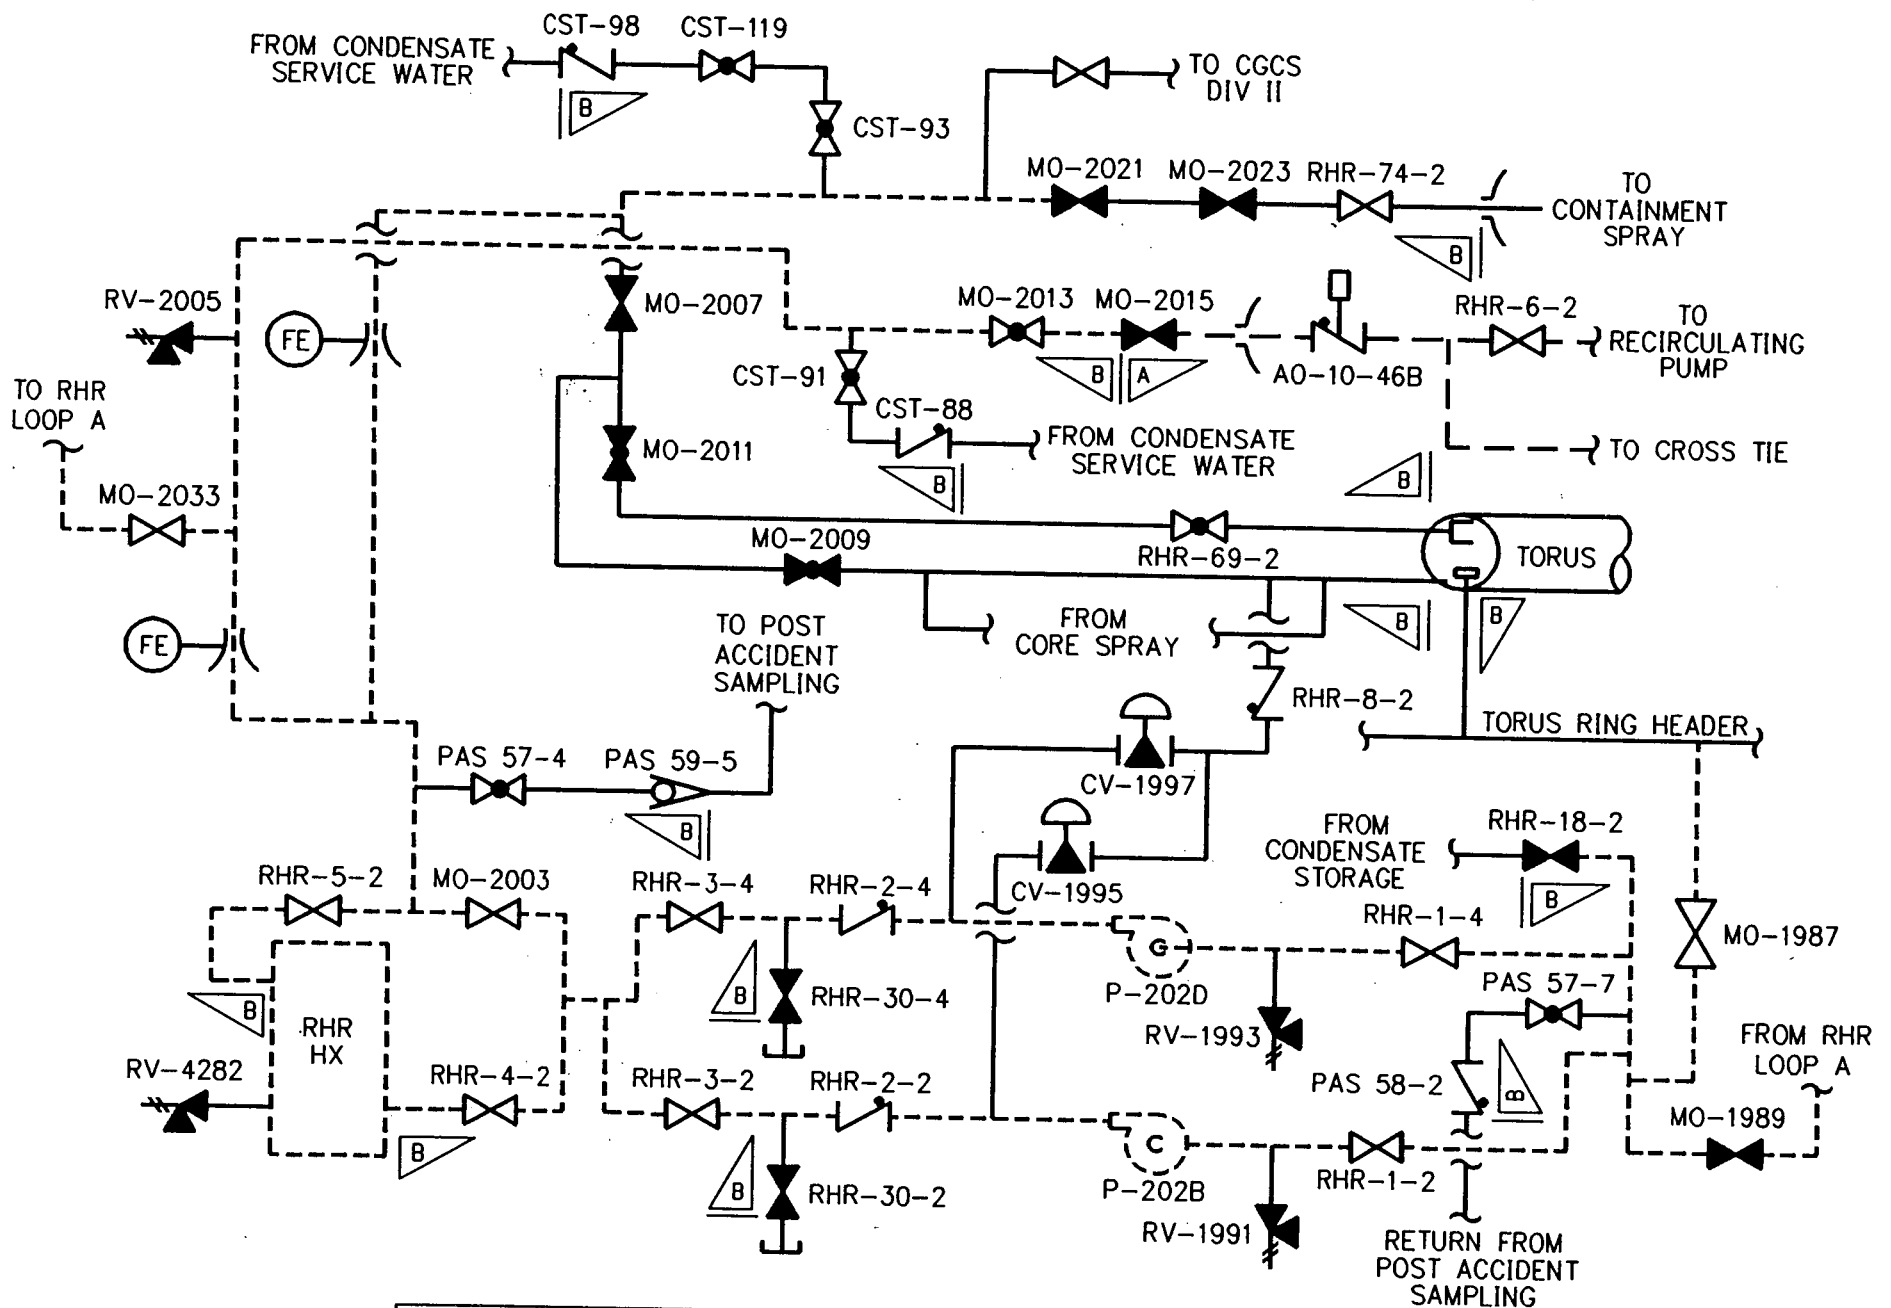 CST-98
CST-119
FROM CONDENSATE
SERVICE WATER
B
CST-93
TO CGCS
DIV II
MO-2021
MO-2023
RHR-74-2
TO
CONTAINMENT
SPRAY
B
RV-2005
FE
MO-2007
MO-2013
MO-2015
RHR-6-2
TO
RECIRCULATING
PUMP
B
A
AO-10-46B
CST-91
CST-88
TO RHR
LOOP A
MO-2011
FROM CONDENSATE
SERVICE WATER
B
B
TO CROSS TIE
MO-2033
MO-2009
RHR-69-2
TORUS
FE
FROM
CORE SPRAY
B
B
TO POST
ACCIDENT
SAMPLING
RHR-8-2
TORUS RING HEADER
PAS 57-4
PAS 59-5
B
CV-1997
CV-1995
FROM
CONDENSATE
STORAGE
RHR-18-2
B
RHR-5-2
MO-2003
RHR-3-4
RHR-2-4
RHR-1-4
MO-1987
G
P-202D
B
RHR-30-4
B
RHR
HX
RV-1993
PAS 57-7
FROM RHR
LOOP A
RV-4282
RHR-4-2
RHR-3-2
RHR-2-2
PAS 58-2
B
MO-1989
B
B
RHR-30-2
C
P-202B
RHR-1-2
RV-1991
RETURN FROM
POST ACCIDENT
SAMPLING